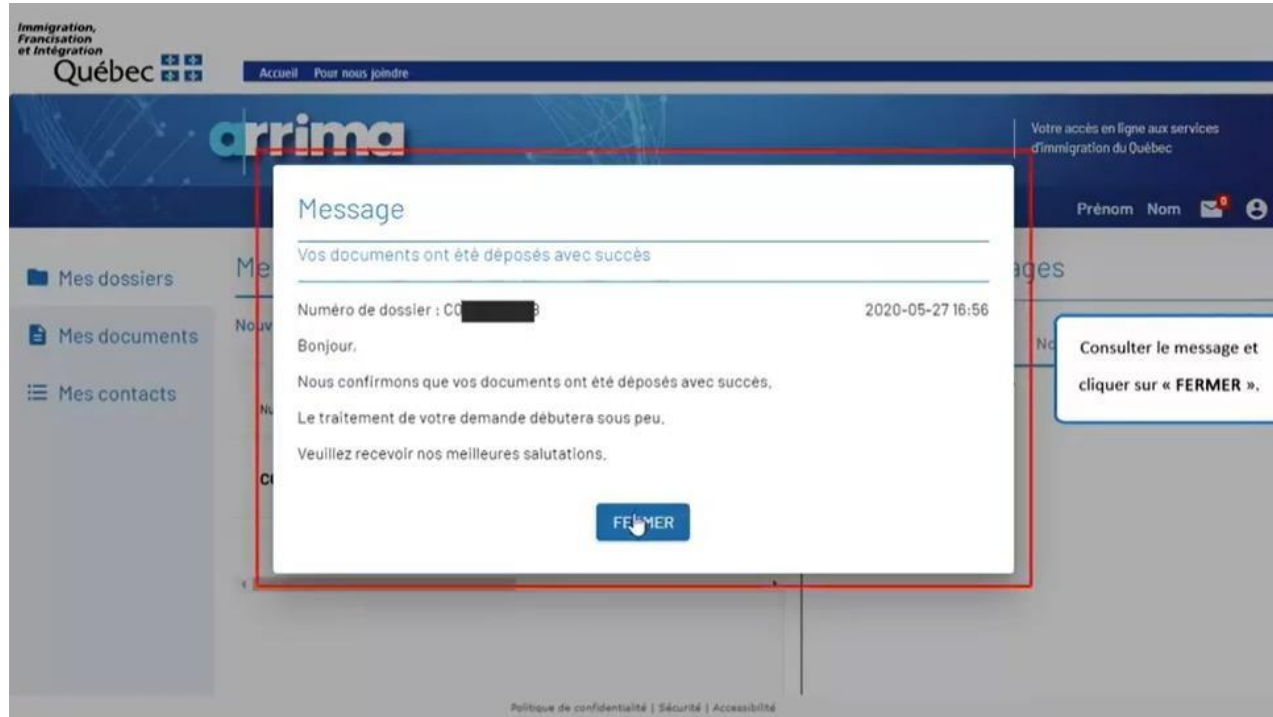 Immigration,
Francisation
et Intégration
Québec
Accueil Pour nous joindre
arrima
Votre accès en ligne aux services
d'immigration du Québec
Prénom Nom 0
Mes dossiers
Mes documents
Mes contacts
Message
Vos documents ont été déposés avec succès
Numéro de dossier : C0 2020-05-27 16:56
Bonjour.
Nous confirmons que vos documents ont été déposés avec succès.
Le traitement de votre demande débutera sous peu.
Veuillez recevoir nos meilleures salutations.
FERMER
Consulter le message et
cliquer sur « FERMER ».
Politique de confidentialité | Sécurité | Accessibilité